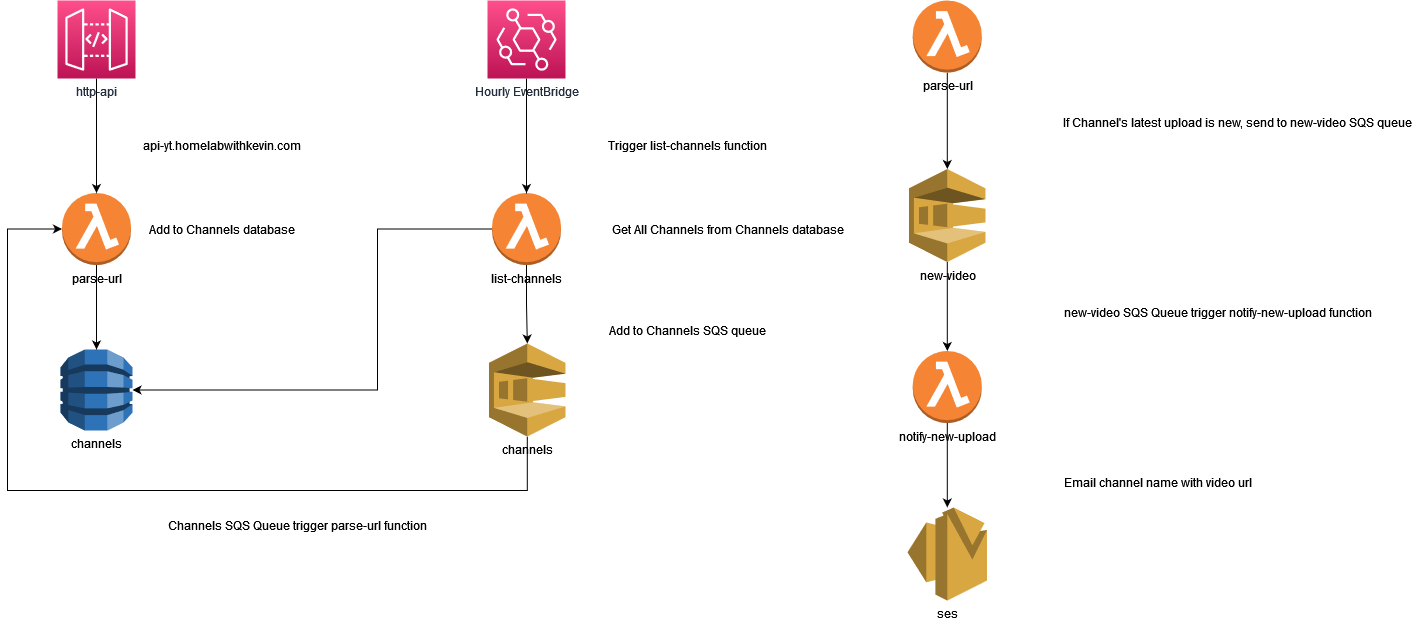 http-api
Hourly EventBridge
parse-url
If Channel's latest upload is new, send to new-video SQS queue
api-yt.homelabwithkevin.com
Trigger list-channels function
Add to Channels database
Get All Channels from Channels database
parse-url
list-channels
new-video
new-video SQS Queue trigger notify-new-upload function
Add to Channels SQS queue
channels
channels
notify-new-upload
Email channel name with video url
Channels SQS Queue trigger parse-url function
ses